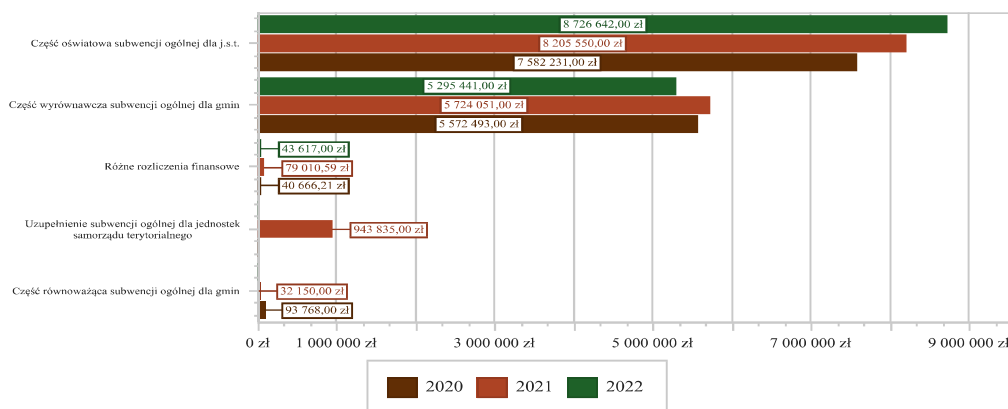 8 726 642,00 zł
Część oświatowa subwencji ogólnej dla j.s.t.
8 205 550,00 zł
7 582 231,00 zł
5 295 441,00 zł
Część wyrównawcza subwencji ogólnej dla gmin
5 724 051,00 zł
5 572 493,00 zł
43 617,00 zł
Różne rozliczenia finansowe
79 010,59 zł
40 666,21 zł
Uzupełnienie subwencji ogólnej dla jednostek
samorządu terytorialnego
943 835,00 zł
Część równoważąca subwencji ogólnej dla gmin
32 150,00 zł
93 768,00 zł
0 zł 1 000 000 zł 3 000 000 zł 5 000 000 zł 7 000 000 zł 9 000 000 zł
2020 2021 2022